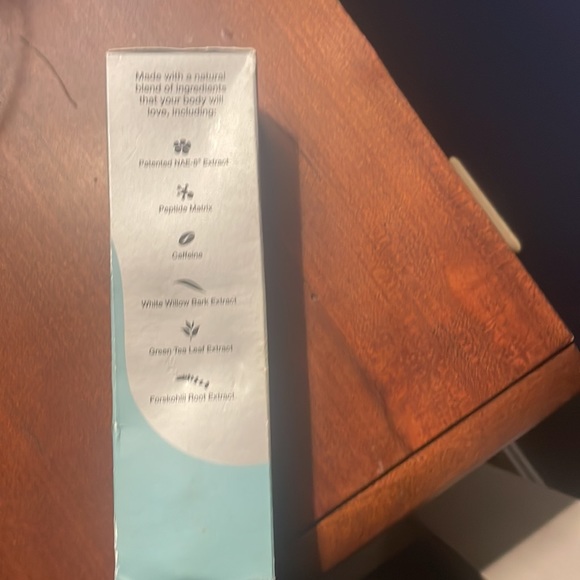 Made with a natural
blend of ingredients
that your body will
love, including:
Patented NAE-8® Extract
Peptide Matrix
Caffeine
White Willow Bark Extract
Green Tea Leaf Extract
Forskohlii Root Extract